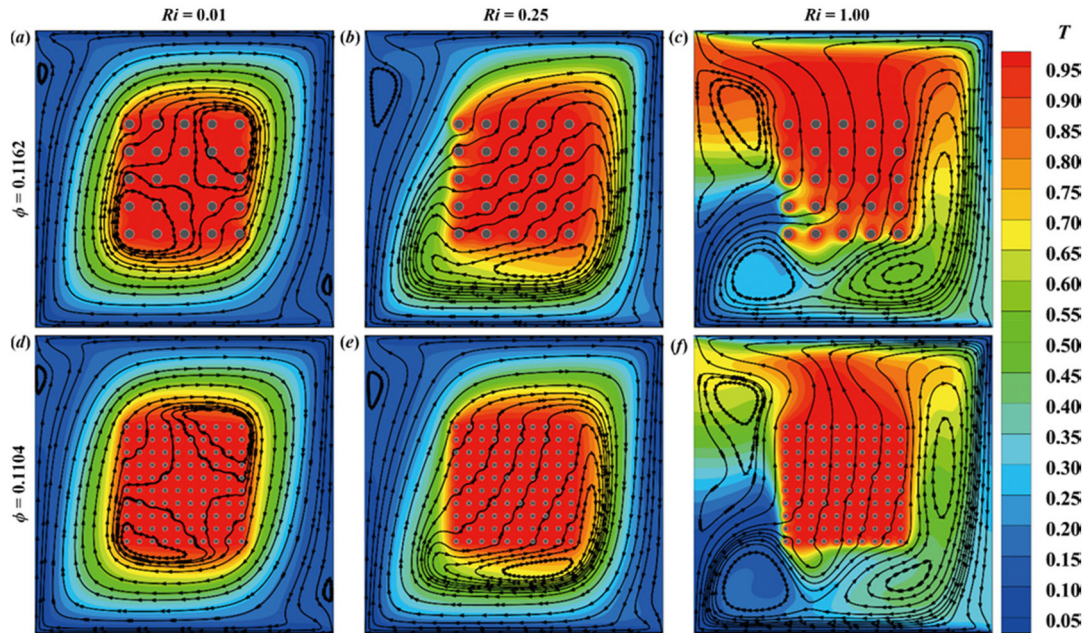 Ri = 0.01
Ri = 0.25
Ri = 1.00
T
(a)
(b)
(c)
ϕ = 0.1162
(d)
(e)
(f)
ϕ = 0.1104
0.95
0.90
0.85
0.80
0.75
0.70
0.65
0.60
0.55
0.50
0.45
0.40
0.35
0.30
0.25
0.20
0.15
0.10
0.05